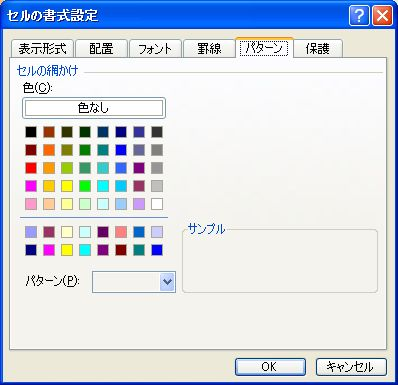 セルの書式設定
表示形式 配置 フォント 罫線 パターン 保護
セルの網かけ
色(C):
色なし
サンプル
パターン(P):
OK キャンセル